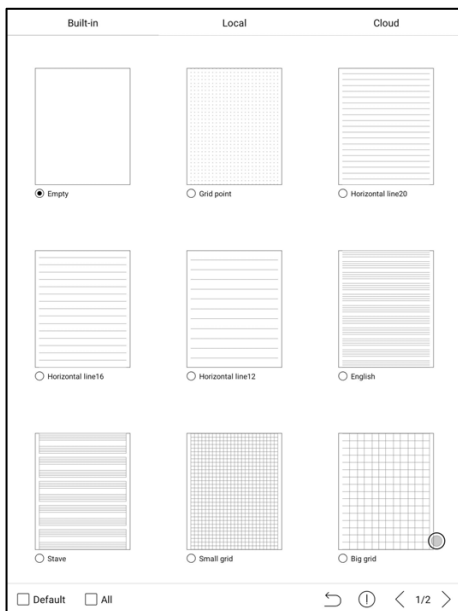 Built-in Local Cloud
Empty Grid point Horizontal line20
Horizontal line16 Horizontal line12 English
Stave Small grid Big grid
Default All 1/2